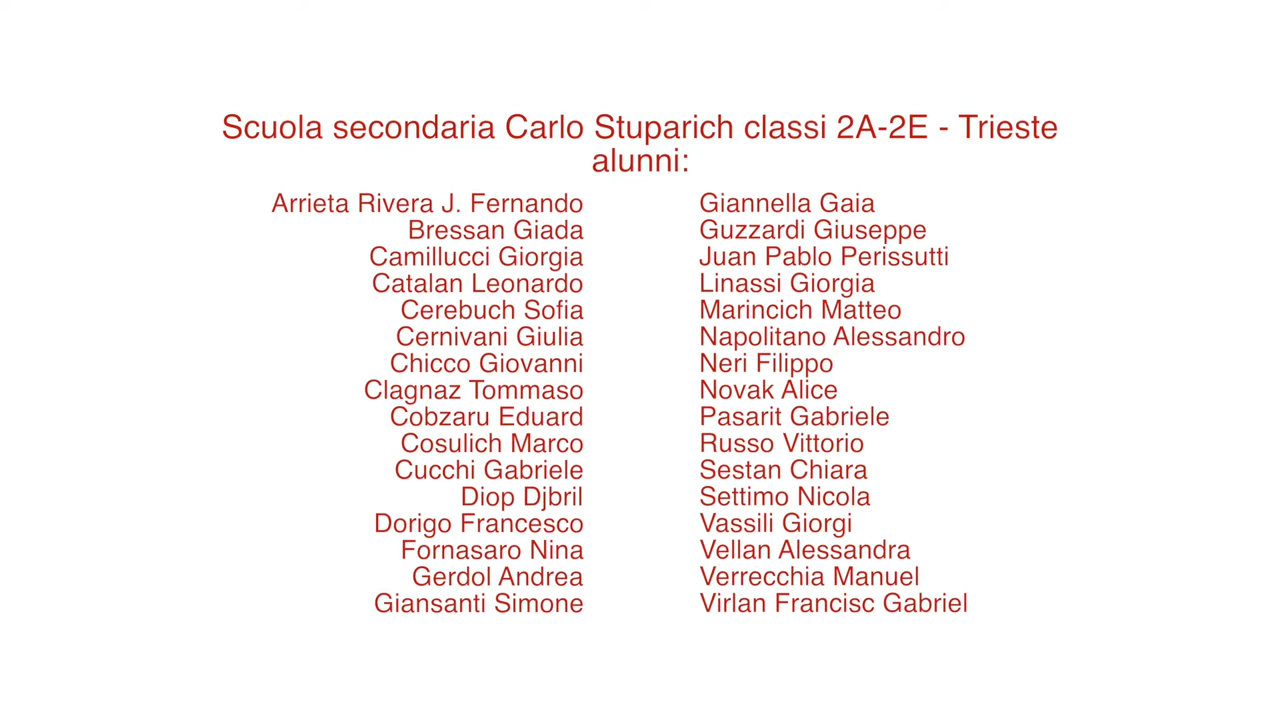 Scuola secondaria Carlo Stuparich classi 2A-2E - Trieste
alunni:
Arrieta Rivera J. Fernando
Bressan Giada
Camillucci Giorgia
Catalan Leonardo
Cerebuch Sofia
Cernivani Giulia
Chicco Giovanni
Clagnaz Tommaso
Cobzaru Eduard
Cosulich Marco
Cucchi Gabriele
Diop Djbril
Dorigo Francesco
Fornasaro Nina
Gerdol Andrea
Giansanti Simone
Giannella Gaia
Guzzardi Giuseppe
Juan Pablo Perissutti
Linassi Giorgia
Marincich Matteo
Napolitano Alessandro
Neri Filippo
Novak Alice
Pasarit Gabriele
Russo Vittorio
Sestan Chiara
Settimo Nicola
Vassili Giorgi
Vellan Alessandra
Verrecchia Manuel
Virlan Francisc Gabriel